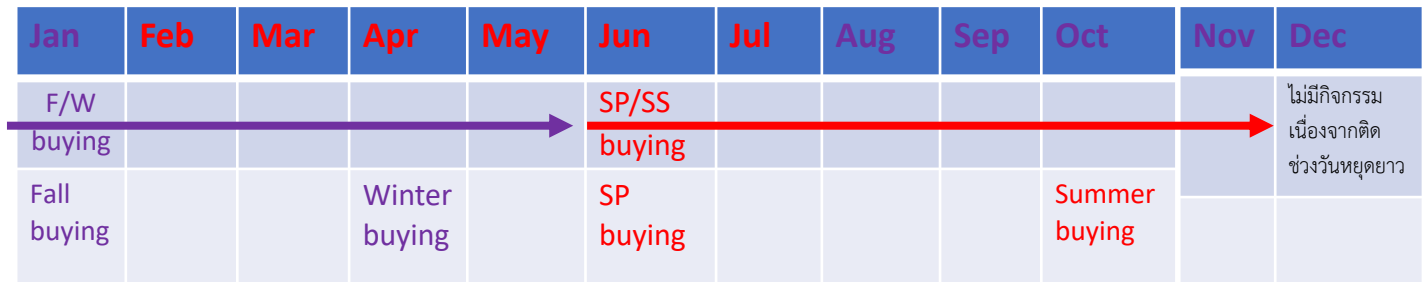 Jan Feb Mar Apr May Jun Jul Aug Sep Oct Nov Dec
F/W
buying
SP/SS
buying
ไม่มีกิจกรรม
เนื่องจากติด
ช่วงวันหยุดยาว
Fall
buying
Winter
buying
SP
buying
Summer
buying